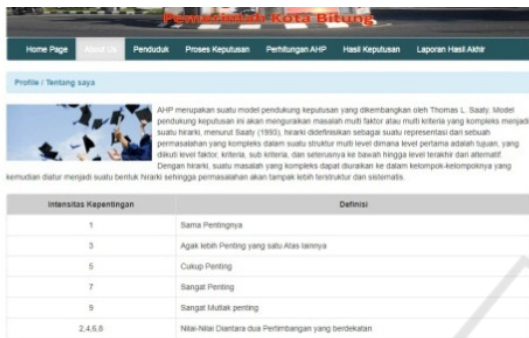 Pemerintah Kota Bitung
Home Page About Us Penduduk Proses Keputusan Perhitungan AHP Hasil Keputusan Laporan Hasil Akhir
Profile / Tentang saya
AHP merupakan suatu model pendukung keputusan yang dikembangkan oleh Thomas L. Saaty. Model
pendukung keputusan ini akan menguraikan masalah multi faktor atau multi kriteria yang kompleks menjadi
suatu hirarki, menurut Saaty (1993), hirarki didefinisikan sebagai suatu representasi dari sebuah
permasalahan yang kompleks dalam suatu struktur multi level dimana level pertama adalah tujuan, yang
diikuti level faktor, kriteria, sub kriteria, dan seterusnya ke bawah hingga level terakhir dari alternatif.
Dengan hirarki, suatu masalah yang kompleks dapat diuraikan ke dalam kelompok-kelompoknya yang
kemudian diatur menjadi suatu bentuk hirarki sehingga permasalahan akan tampak lebih terstruktur dan sistematis.
Intensitas Kepentingan Definisi
1 Sama Pentingnya
3 Agak lebih Penting yang satu Atas lainnya
5 Cukup Penting
7 Sangat Penting
9 Sangat Mutlak penting
2,4,6,8 Nilai-Nilai Diantara dua Pertimbangan yang berdekatan